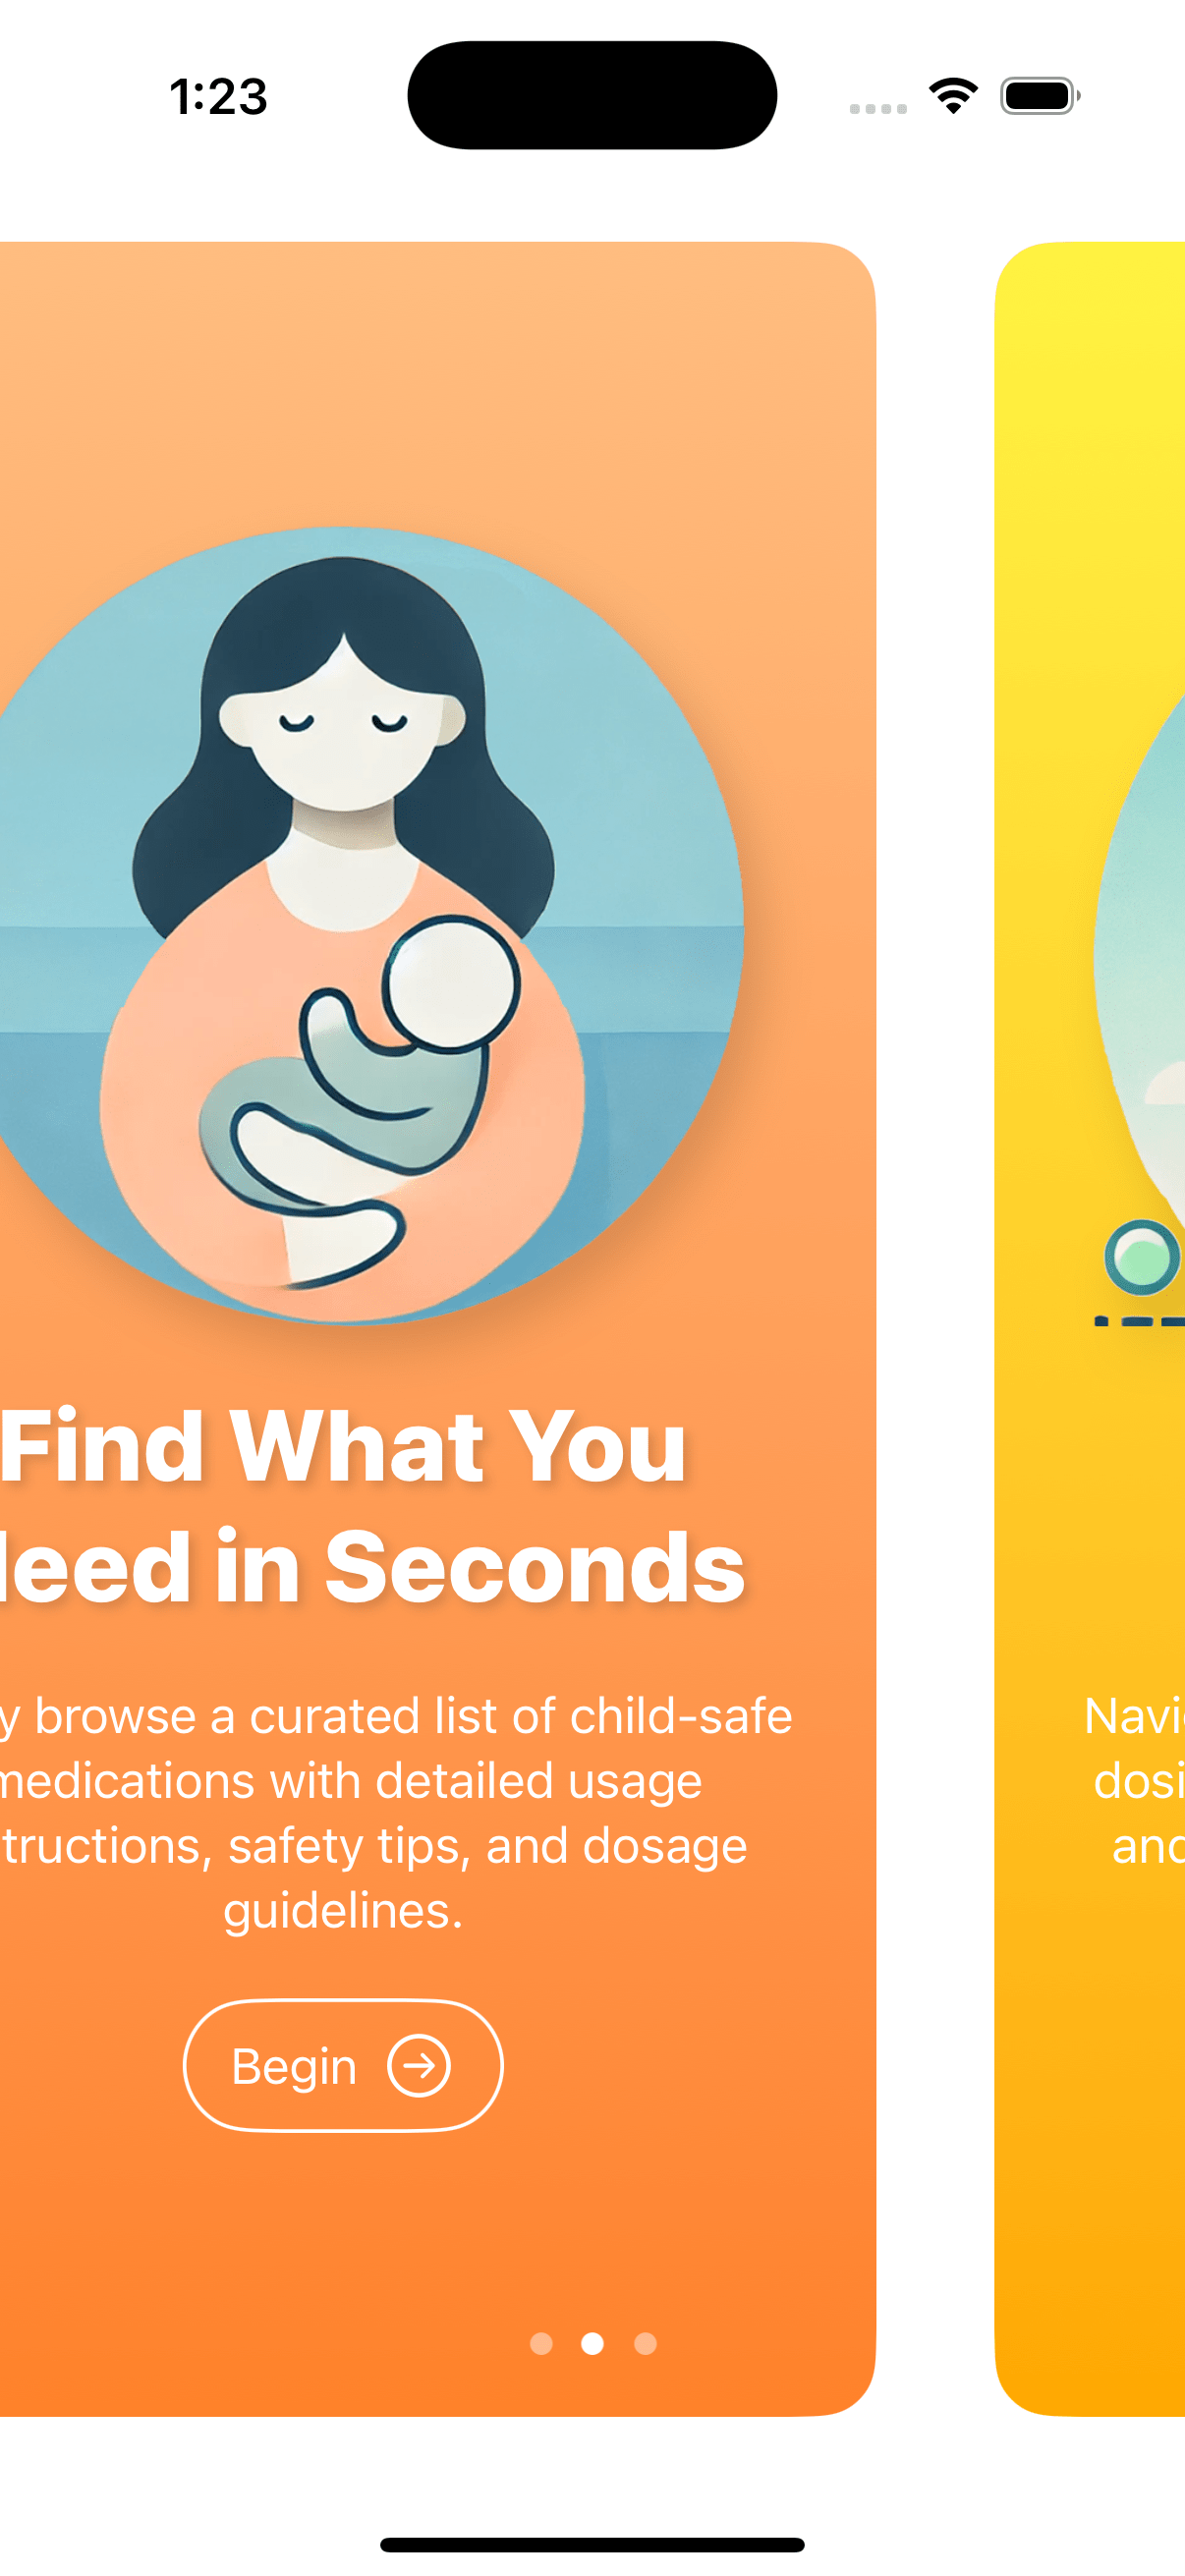 1:23
Find What You
eed in Seconds
y browse a curated list of child-safe
medications with detailed usage
tructions, safety tips, and dosage
guidelines.
Begin
Navi
dosi
and